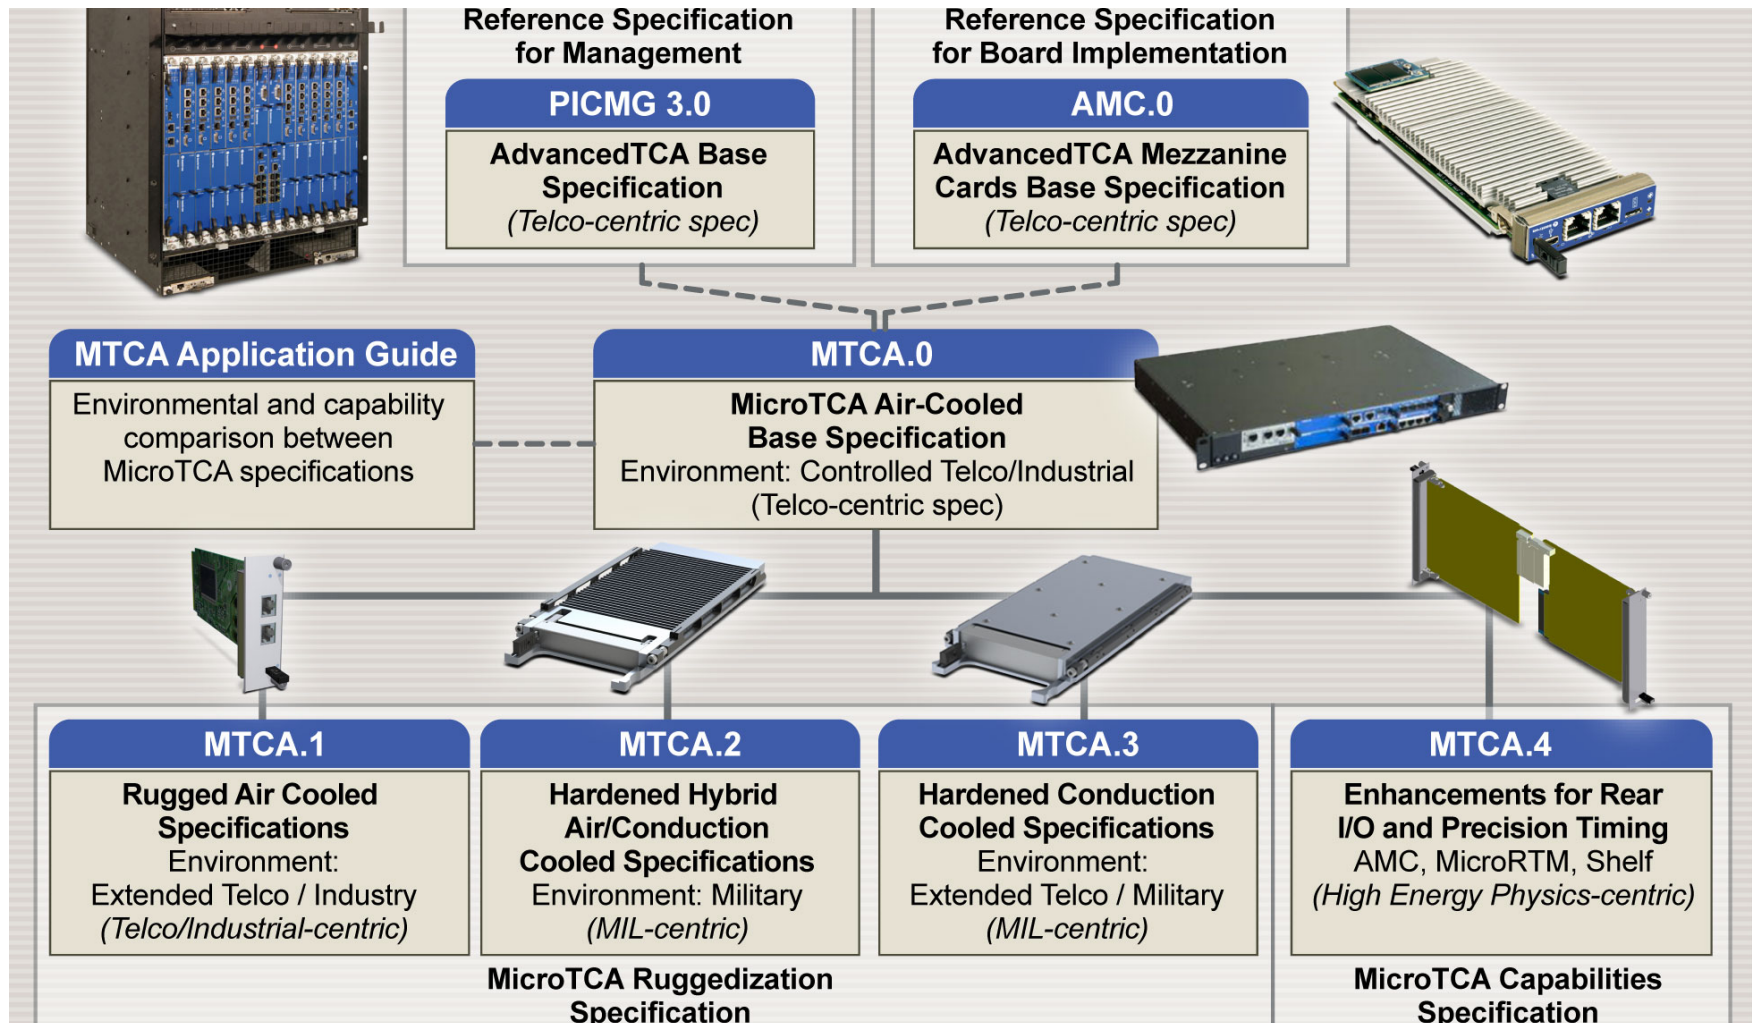 Reference Specification
for Management
PICMG 3.0
AdvancedTCA Base
Specification
(Telco-centric spec)
Reference Specification
for Board Implementation
AMC.0
AdvancedTCA Mezzanine
Cards Base Specification
(Telco-centric spec)
MTCA Application Guide
Environmental and capability
comparison between
MicroTCA specifications
MTCA.0
MicroTCA Air-Cooled
Base Specification
Environment: Controlled Telco/Industrial
(Telco-centric spec)
MTCA.1
Rugged Air Cooled
Specifications
Environment:
Extended Telco / Industry
(Telco/Industrial-centric)
MTCA.2
Hardened Hybrid
Air/Conduction
Cooled Specifications
Environment: Military
(MIL-centric)
MTCA.3
Hardened Conduction
Cooled Specifications
Environment:
Extended Telco / Military
(MIL-centric)
MTCA.4
Enhancements for Rear
I/O and Precision Timing
AMC, MicroRTM, Shelf
(High Energy Physics-centric)
MicroTCA Ruggedization
Specification
MicroTCA Capabilities
Specification